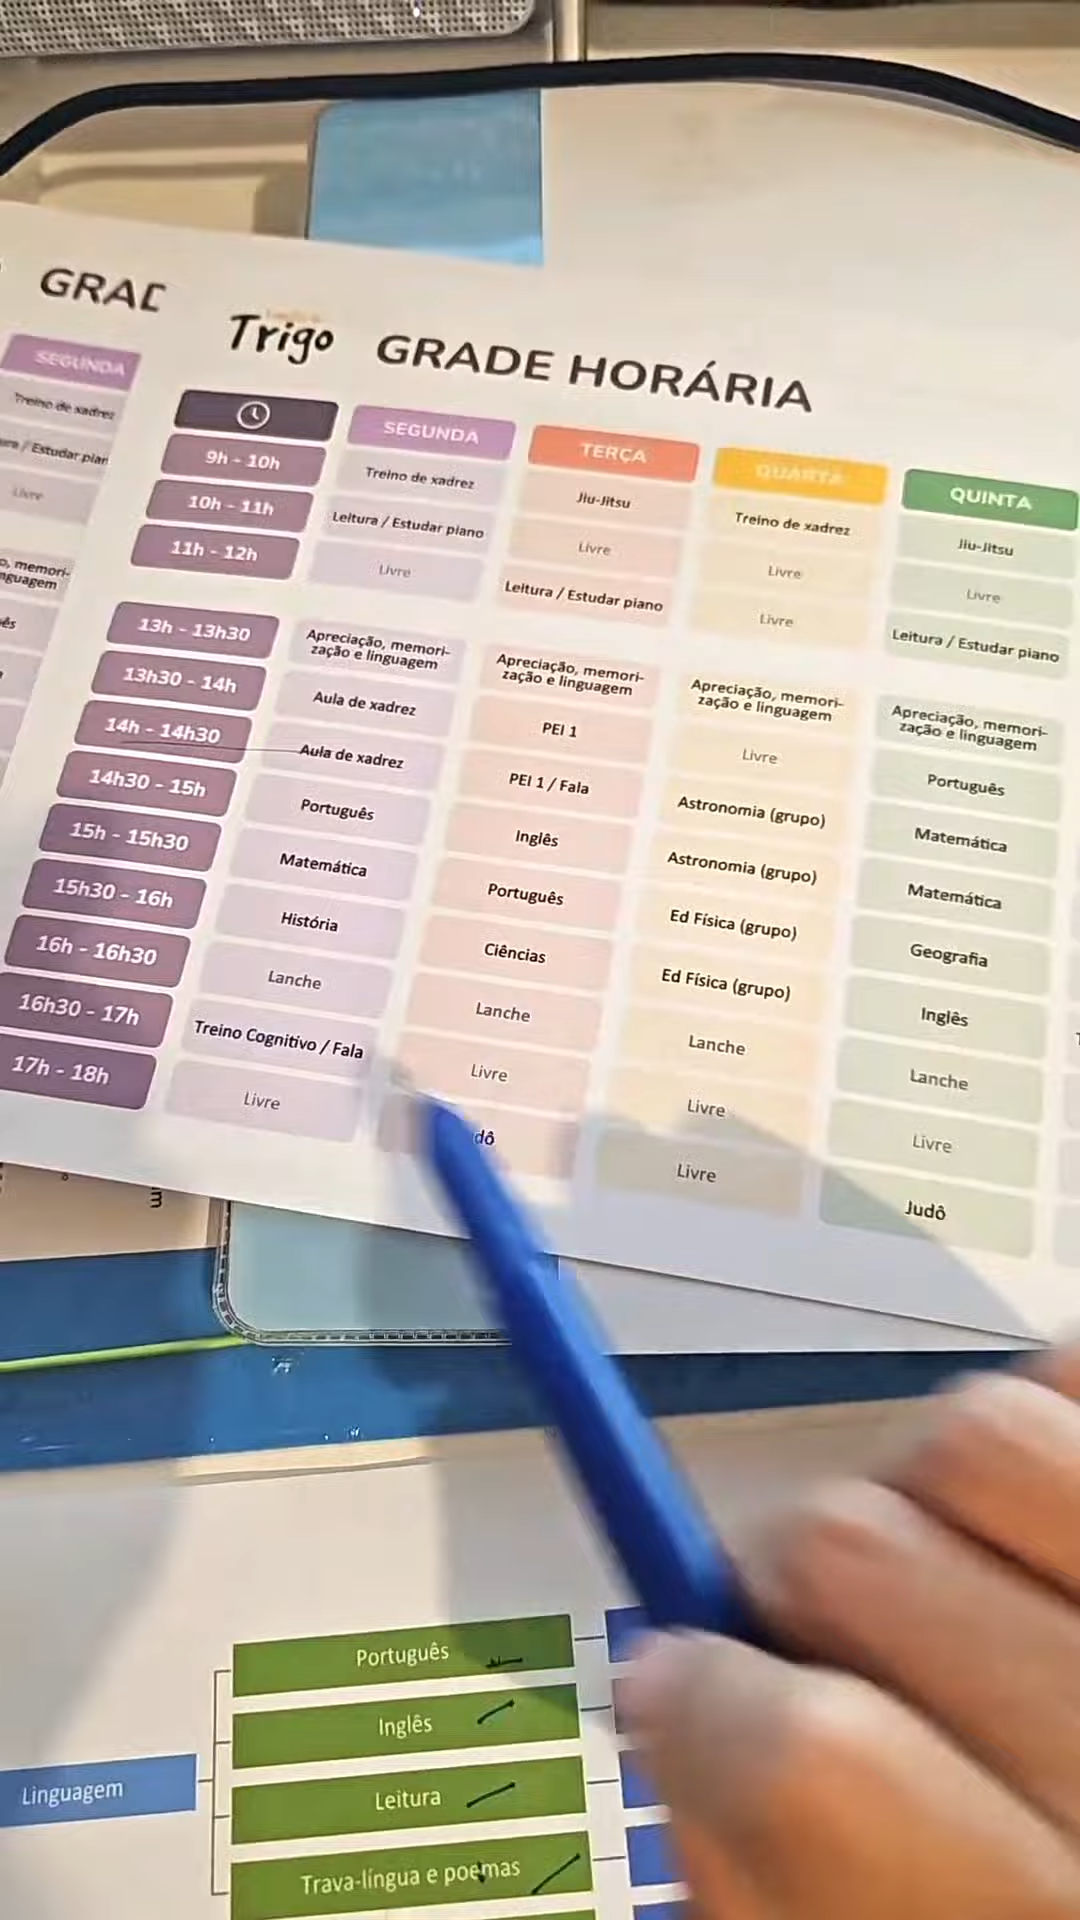 GRAD
SEGUNDA
Treino de xadrez
Livre
Trigo GRADE HORÁRIA
SEGUNDA TERÇA QUARTA QUINTA
9h - 10h Treino de xadrez Jiu-Jitsu Treino de xadrez Jiu-Jitsu
10h - 11h Leitura / Estudar piano Livre Livre Livre
11h - 12h Livre Leitura / Estudar piano Livre Leitura / Estudar piano
13h - 13h30 Apreciação, memori-
zação e linguagem
Apreciação, memori-
zação e linguagem
Apreciação, memori-
zação e linguagem
Apreciação, memori-
zação e linguagem
13h30 - 14h Aula de xadrez PEI 1 Livre Português
14h - 14h30 Aula de xadrez PEI 1 / Fala Astronomia (grupo) Matemática
14h30 - 15h Português Inglês Astronomia (grupo) Matemática
15h - 15h30 Matemática Português Ed Física (grupo) Geografia
15h30 - 16h História Ciências Ed Física (grupo) Inglês
16h - 16h30 Lanche Lanche Lanche Lanche
16h30 - 17h Treino Cognitivo / Fala Livre Livre Livre
17h - 18h Livre dô Livre Judô
Português
Inglês
Linguagem
Leitura
Trava-língua e poemas